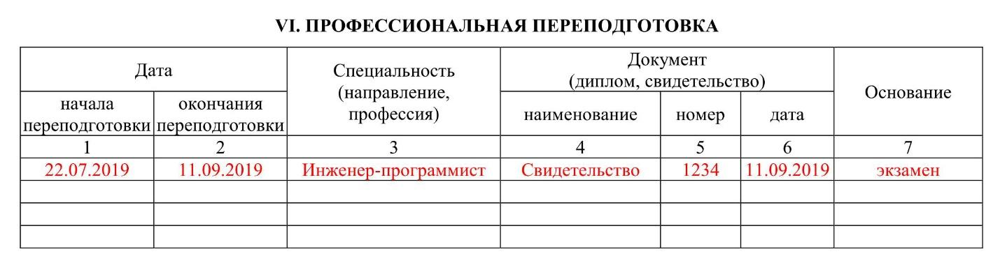 VI. ПРОФЕССИОНАЛЬНАЯ ПЕРЕПОДГОТОВКА
Дата
Специальность
(направление,
профессия)
Документ
(диплом, свидетельство)
Основание
начала
переподготовки
окончания
переподготовки
наименование
номер
дата
1 2 3 4 5 6 7
22.07.2019 11.09.2019 Инженер-программист Свидетельство 1234 11.09.2019 экзамен